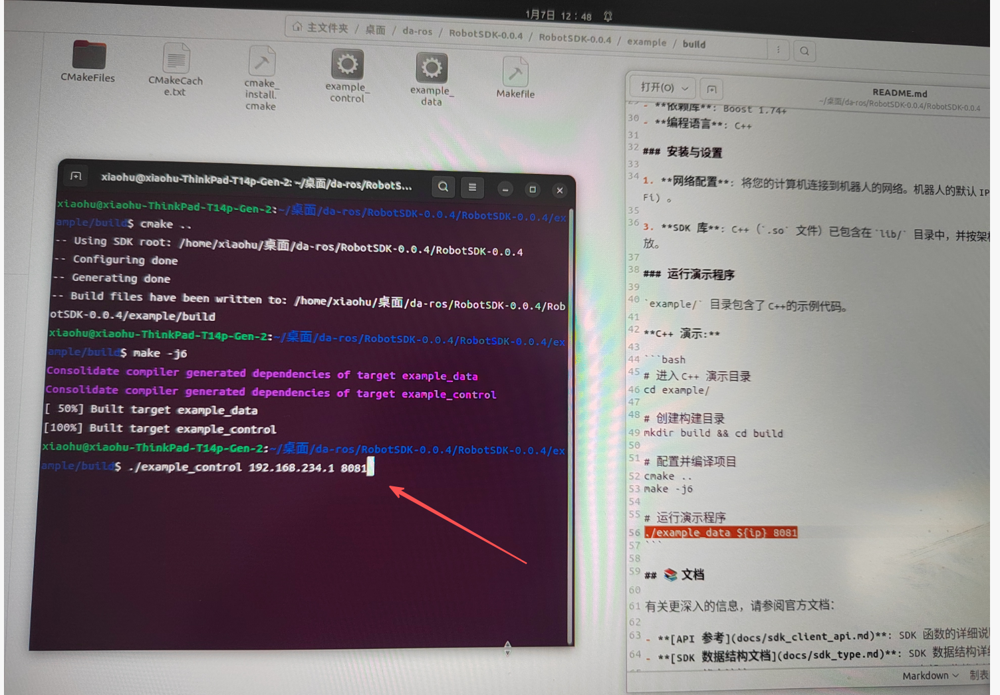 1月7日 12：48
主文件夹 / 桌面 / da-ros / RobotSDK-0.0.4 / RobotSDK-0.0.4 / example / build
CMakeFiles
CMakeCach
e.txt
cmake_
install.
cmake
example_
control
example_
data
Makefile
xiaohu@xiaohu-ThinkPad-T14p-Gen-2: ~/桌面/da-ros/RobotS...
xiaohu@xiaohu-ThinkPad-T14p-Gen-2:~/桌面/da-ros/RobotSDK-0.0.4/RobotSDK-0.0.4/ex
ample/build$ cmake ..
-- Using SDK root: /home/xiaohu/桌面/da-ros/RobotSDK-0.0.4/RobotSDK-0.0.4
-- Configuring done
-- Generating done
-- Build files have been written to: /home/xiaohu/桌面/da-ros/RobotSDK-0.0.4/Rob
otSDK-0.0.4/example/build
xiaohu@xiaohu-ThinkPad-T14p-Gen-2:~/桌面/da-ros/RobotSDK-0.0.4/RobotSDK-0.0.4/ex
ample/build$ make -j6
Consolidate compiler generated dependencies of target example_data
Consolidate compiler generated dependencies of target example_control
[ 50%] Built target example_data
[100%] Built target example_control
xiaohu@xiaohu-ThinkPad-T14p-Gen-2:~/桌面/da-ros/RobotSDK-0.0.4/RobotSDK-0.0.4/ex
ample/build$ ./example_control 192.168.234.1 8081
打开(O)
README.md
~/桌面/da-ros/RobotSDK-0.0.4/RobotSDK-0.0.4
29 - **依赖库**: Boost 1.74+
30 - **编程语言**: C++
31
32 ### 安装与设置
33
34 1. **网络配置**: 将您的计算机连接到机器人的网络。机器人的默认 IP
Fi) 。
35
36 3. **SDK 库**: C++（`.so` 文件）已包含在`lib/` 目录中，并按架构
放。
37
38 ### 运行演示程序
39
40 `example/` 目录包含了 C++的示例代码。
41
42 **C++ 演示:**
43
44 ```bash
45 # 进入 C++ 演示目录
46 cd example/
47
48 # 创建构建目录
49 mkdir build && cd build
50
51 # 配置并编译项目
52 cmake ..
53 make -j6
54
55 # 运行演示程序
56 ./example_data ${ip} 8081
57 ```
58
59 ## 📚 文档
60
61 有关更深入的信息，请参阅官方文档：
62
63 - **[API 参考](docs/sdk_client_api.md)**: SDK 函数的详细说
64 - **[SDK 数据结构文档](docs/sdk_type.md)**: SDK 数据结构详
Markdown
制表